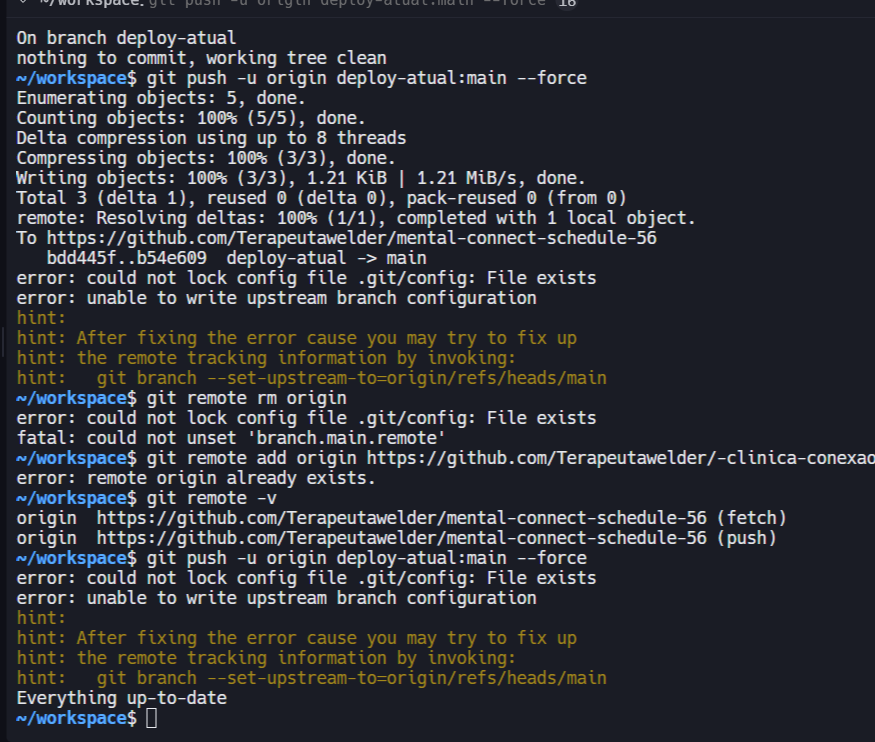 ~/workspace: git push -u origin deploy-atual:main --force 16
On branch deploy-atual
nothing to commit, working tree clean
~/workspace$ git push -u origin deploy-atual:main --force
Enumerating objects: 5, done.
Counting objects: 100% (5/5), done.
Delta compression using up to 8 threads
Compressing objects: 100% (3/3), done.
Writing objects: 100% (3/3), 1.21 KiB | 1.21 MiB/s, done.
Total 3 (delta 1), reused 0 (delta 0), pack-reused 0 (from 0)
remote: Resolving deltas: 100% (1/1), completed with 1 local object.
To https://github.com/Terapeutawelder/mental-connect-schedule-56
   bdd445f..b54e609  deploy-atual -> main
error: could not lock config file .git/config: File exists
error: unable to write upstream branch configuration
hint:
hint: After fixing the error cause you may try to fix up
hint: the remote tracking information by invoking:
hint:   git branch --set-upstream-to=origin/refs/heads/main
~/workspace$ git remote rm origin
error: could not lock config file .git/config: File exists
fatal: could not unset 'branch.main.remote'
~/workspace$ git remote add origin https://github.com/Terapeutawelder/-clinica-conexao
error: remote origin already exists.
~/workspace$ git remote -v
origin  https://github.com/Terapeutawelder/mental-connect-schedule-56 (fetch)
origin  https://github.com/Terapeutawelder/mental-connect-schedule-56 (push)
~/workspace$ git push -u origin deploy-atual:main --force
error: could not lock config file .git/config: File exists
error: unable to write upstream branch configuration
hint:
hint: After fixing the error cause you may try to fix up
hint: the remote tracking information by invoking:
hint:   git branch --set-upstream-to=origin/refs/heads/main
Everything up-to-date
~/workspace$